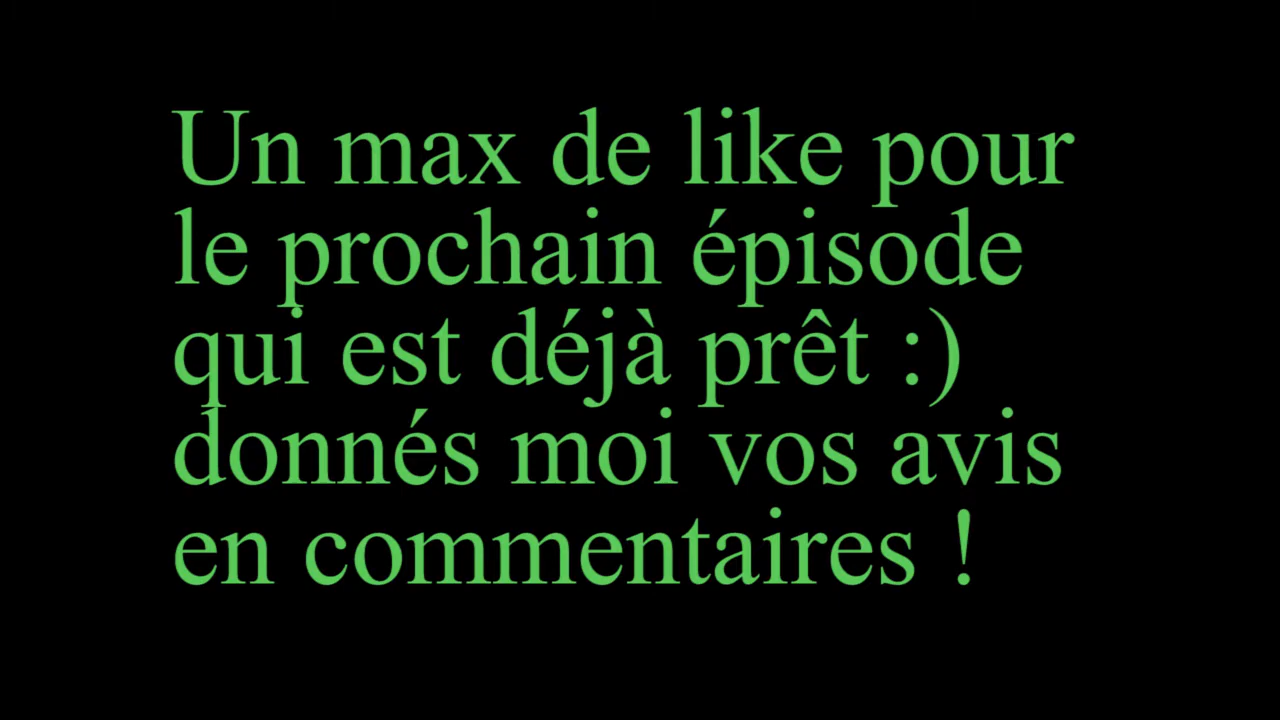 Un max de like pour
le prochain épisode
qui est déjà prêt :)
donnés moi vos avis
en commentaires !